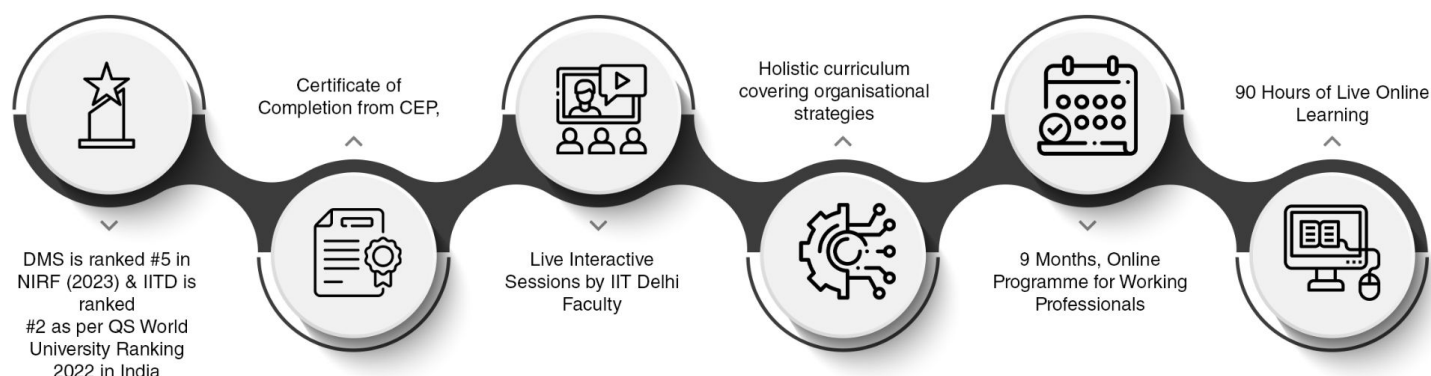 DMS is ranked #5 in
NIRF (2023) & IITD is
ranked
#2 as per QS World
University Ranking
2022 in India
Certificate of
Completion from CEP,
Live Interactive
Sessions by IIT Delhi
Faculty
Holistic curriculum
covering organisational
strategies
9 Months, Online
Programme for Working
Professionals
90 Hours of Live Online
Learning